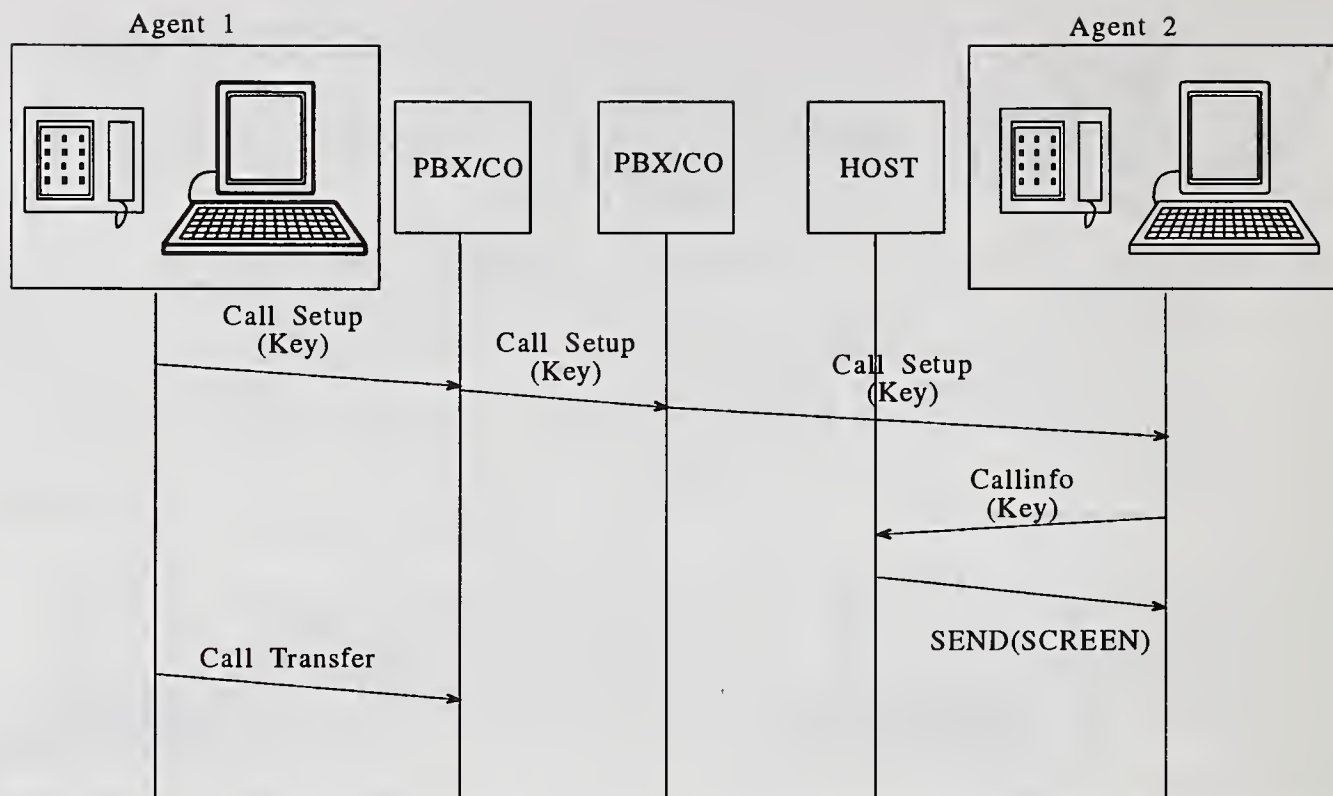 Agent 1
Agent 2
PBX/CO
PBX/CO
HOST
Call Setup
(Key)
Call Setup
(Key)
Call Setup
(Key)
Callinfo
(Key)
SEND(SCREEN)
Call Transfer